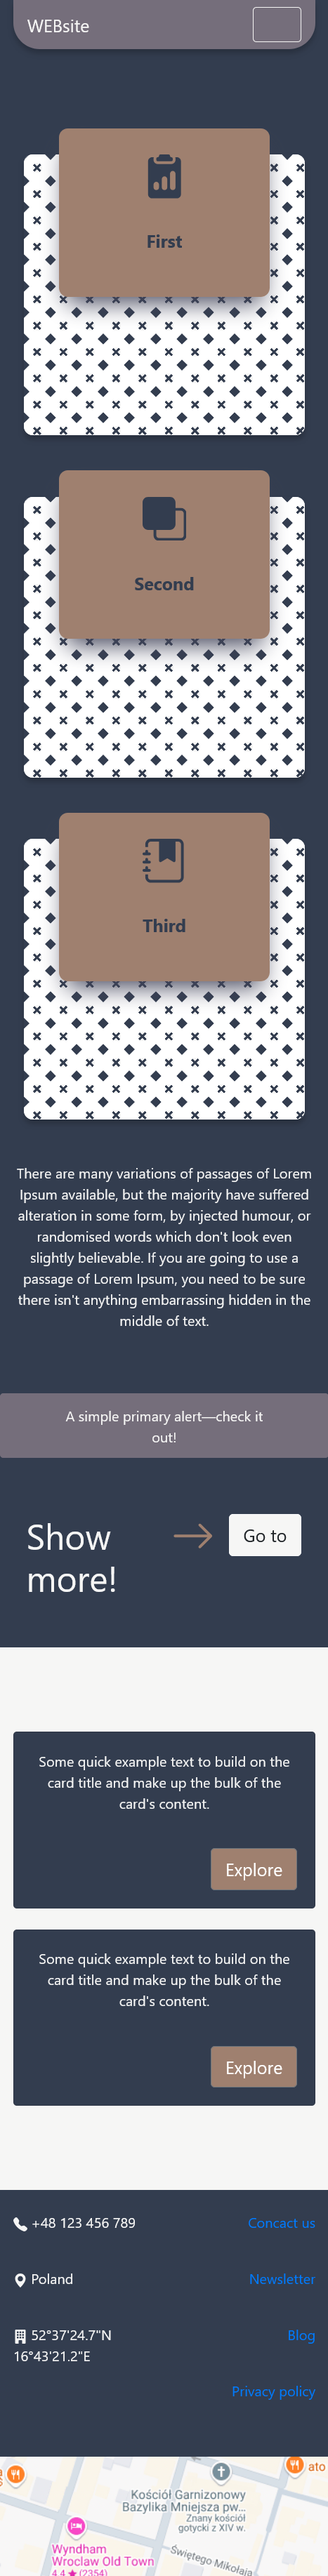 WEBsite
First
Second
Third
There are many variations of passages of Lorem
Ipsum available, but the majority have suffered
alteration in some form, by injected humour, or
randomised words which don't look even
slightly believable. If you are going to use a
passage of Lorem Ipsum, you need to be sure
there isn't anything embarrassing hidden in the
middle of text.
A simple primary alert—check it
out!
Show
more!
Go to
Some quick example text to build on the
card title and make up the bulk of the
card's content.
Explore
Some quick example text to build on the
card title and make up the bulk of the
card's content.
Explore
+48 123 456 789
Concact us
Poland
Newsletter
52°37'24.7"N
16°43'21.2"E
Blog
Privacy policy
ato
Kościół Garnizonowy
Bazylika Mniejsza pw...
Znany kościół
gotycki z XIV w.
Wyndham
Wroclaw Old Town
4,4 ★ (2354)
Świętego Mikołaja